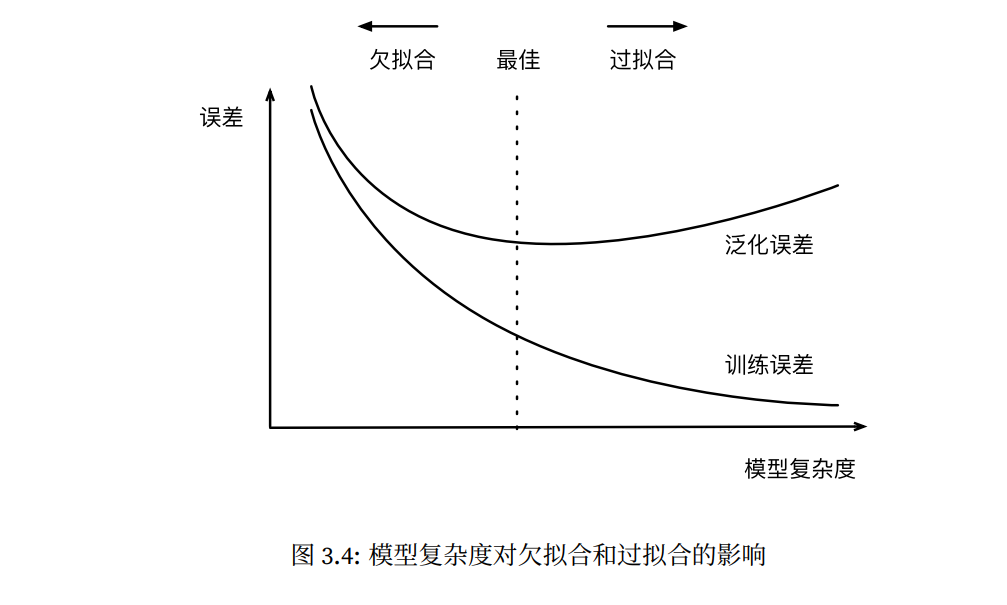 欠拟合 最佳 过拟合
误差
泛化误差
训练误差
模型复杂度
图 3.4: 模型复杂度对欠拟合和过拟合的影响